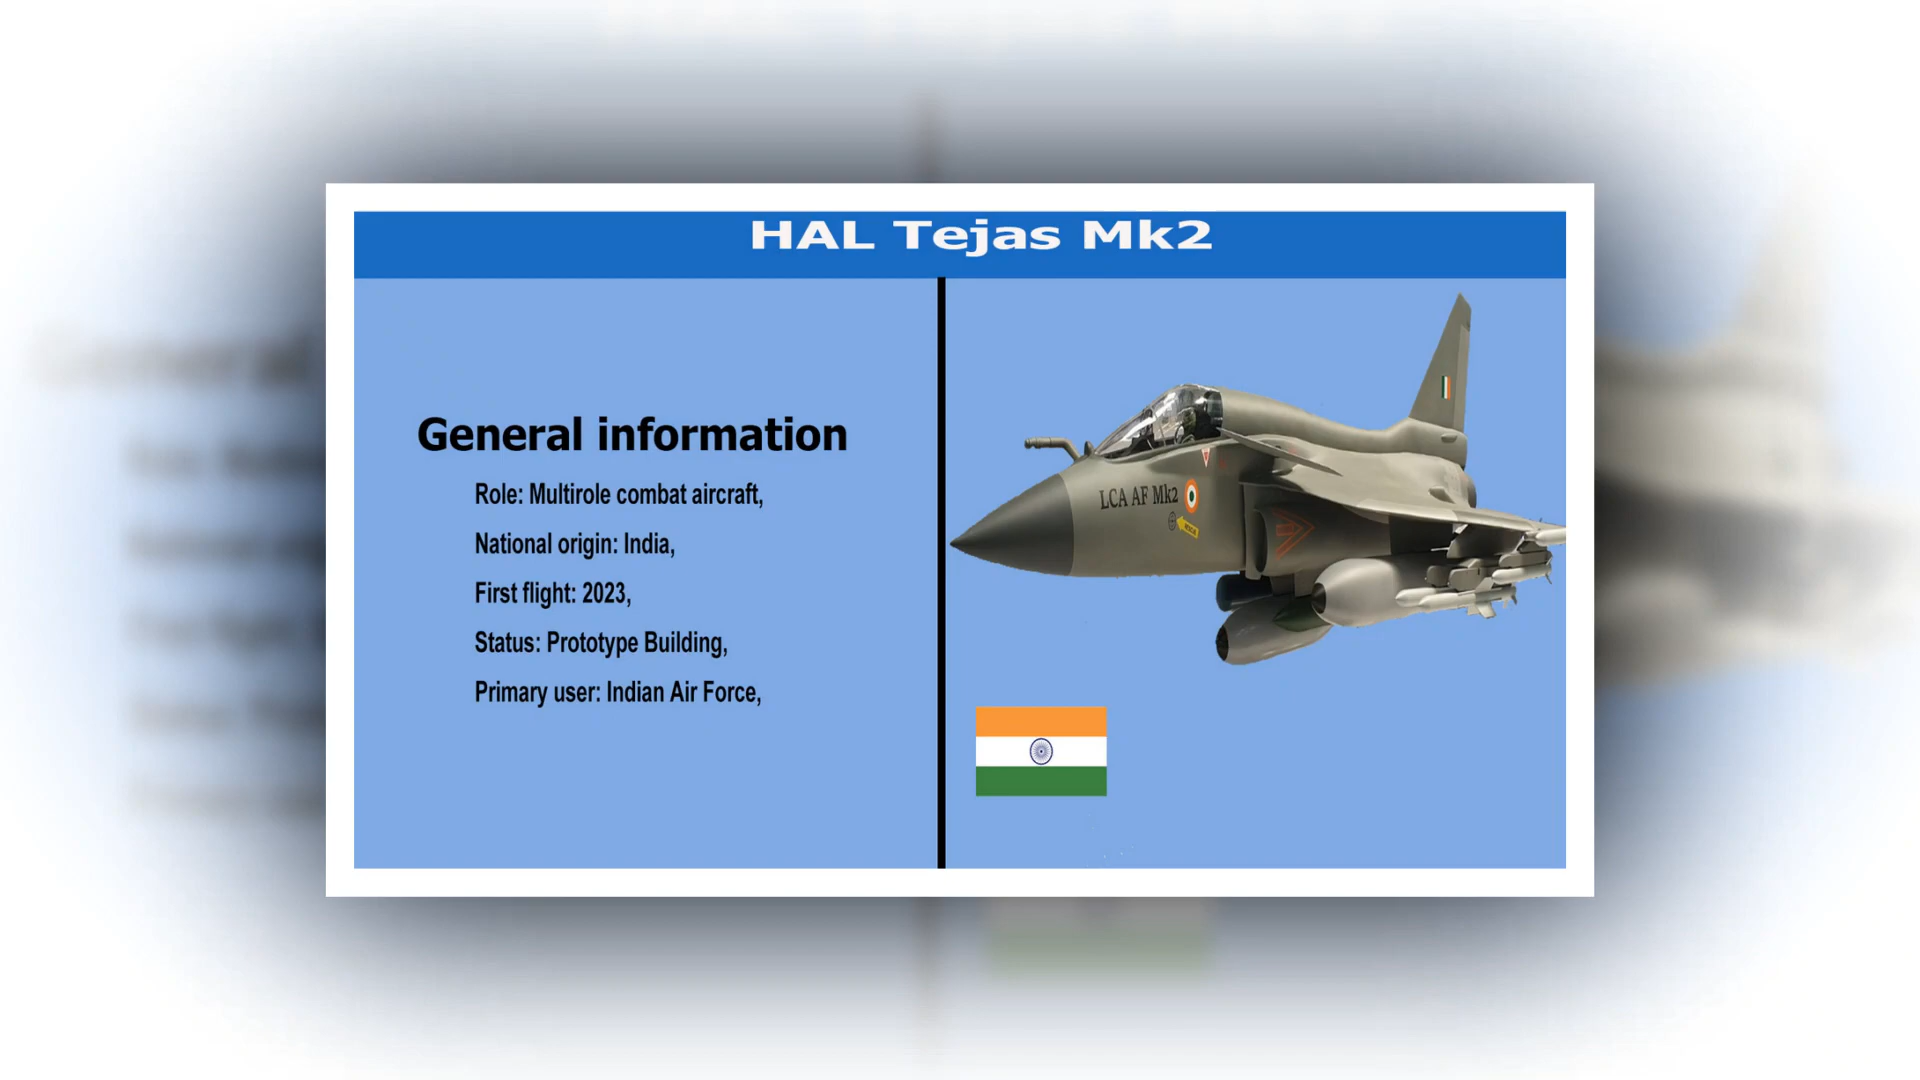 HAL Tejas Mk2
General information
Role: Multirole combat aircraft,
National origin: India,
First flight: 2023,
Status: Prototype Building,
Primary user: Indian Air Force,
LCA AF Mk2